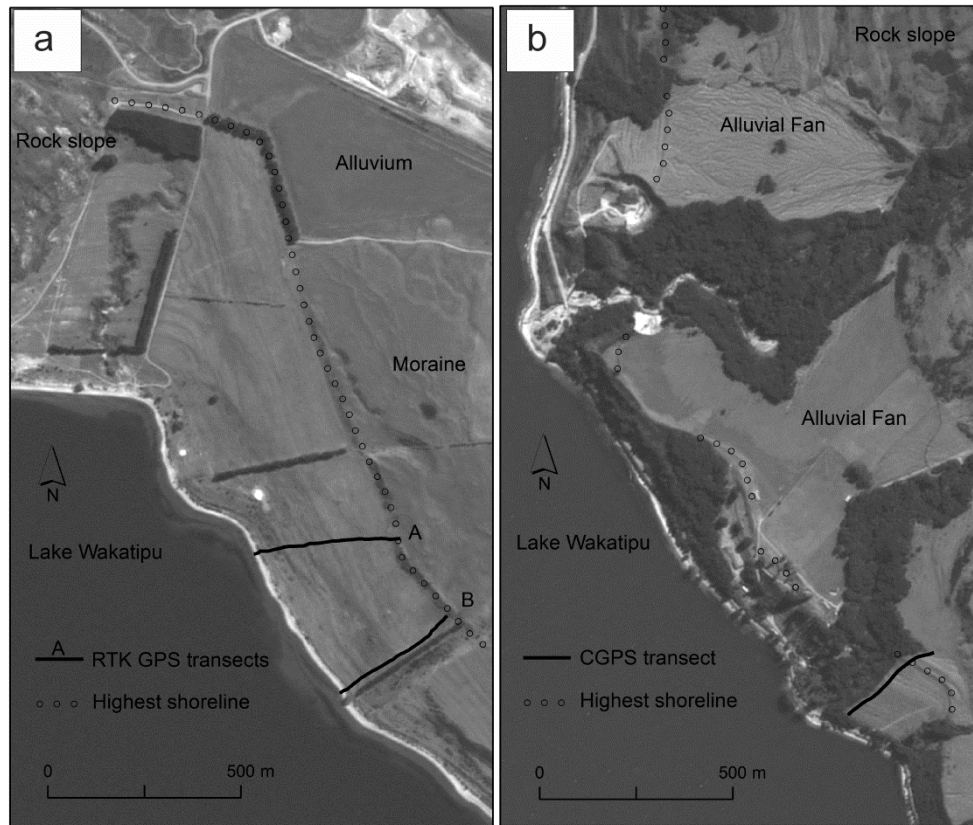 a
Rock slope
Alluvium
Moraine
N
Lake Wakatipu
A
B
A
RTK GPS transects
Highest shoreline
0
500 m
b
Rock slope
Alluvial Fan
Alluvial Fan
N
Lake Wakatipu
CGPS transect
Highest shoreline
0
500 m